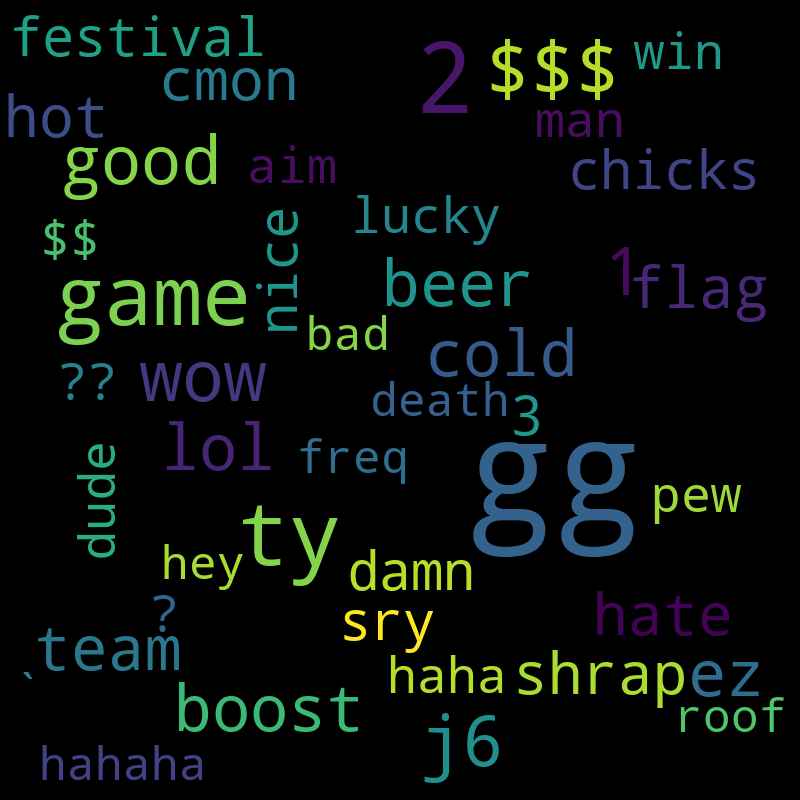 festival
cmon
2
$$$
win
hot
man
good
aim
chicks
$$
nice
lucky
1
flag
game
beer
bad
cold
??
wow
death
3
lol
freq
gg
dude
pew
ty
hey
damn
?
sry
hate
team
`
haha
shrap
ez
boost
j6
roof
hahaha